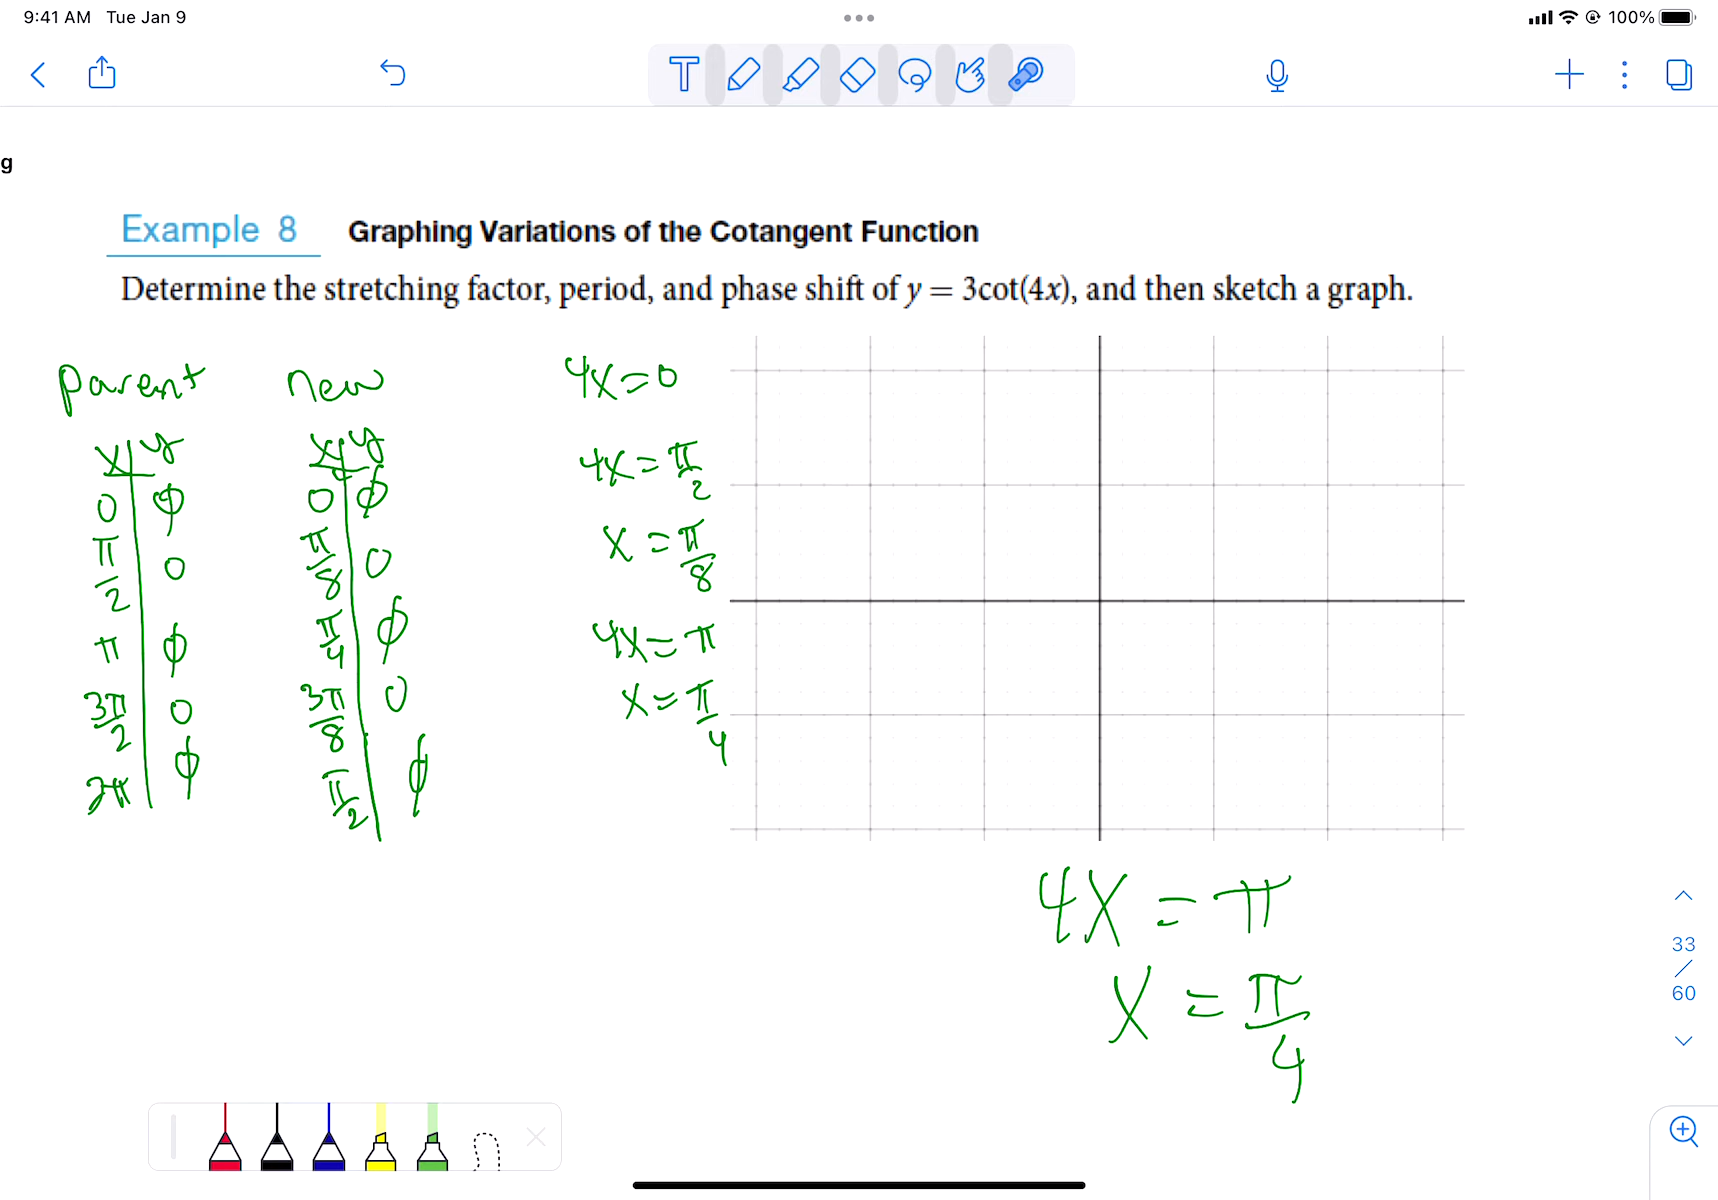 9:41 AM Tue Jan 9
100%
g
Example 8 Graphing Variations of the Cotangent Function
Determine the stretching factor, period, and phase shift of y = 3cot(4x), and then sketch a graph.
parent
x y
0 ϕ
π/2 0
π ϕ
3π/2 0
2π ϕ
new
x y
0 ϕ
π/8 0
π/4 ϕ
3π/8 0
π/2 ϕ
4x=0
4x=π/2
x=π/8
4x=π
x=π/4
4x=π
x=π/4
33
/
60